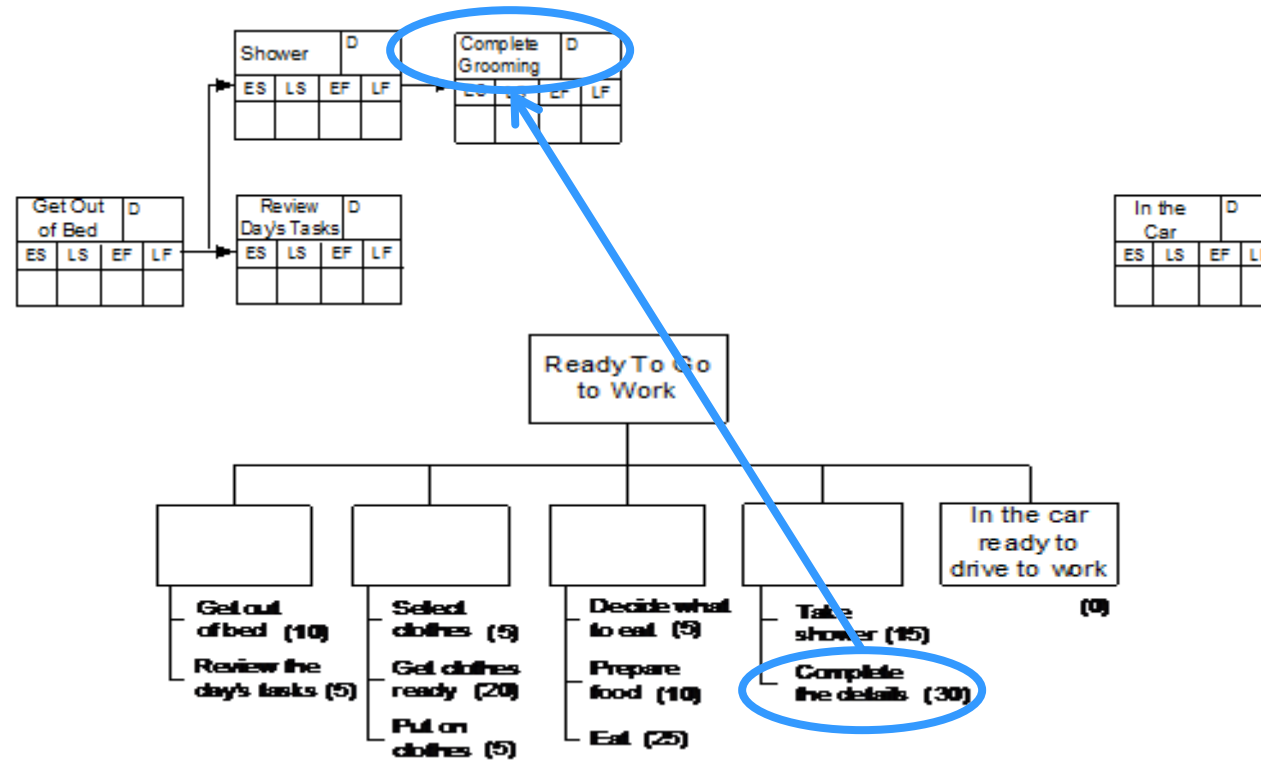 Shower
D
ES LS EF LF
Complete
Grooming
D
ES LS EF LF
Get Out
of Bed
D
ES LS EF LF
Review
Day's Tasks
D
ES LS EF LF
In the
Car
D
ES LS EF
Ready To Go
to Work
In the car
ready to
drive to work
(0)
Get out
of bed (10)
Review the
day's tasks (5)
Select
clothes (5)
Get clothes
ready (20)
Put on
clothes (5)
Decide what
to eat (5)
Prepare
food (10)
Eat (25)
Take
shower (15)
Complete
the details (30)